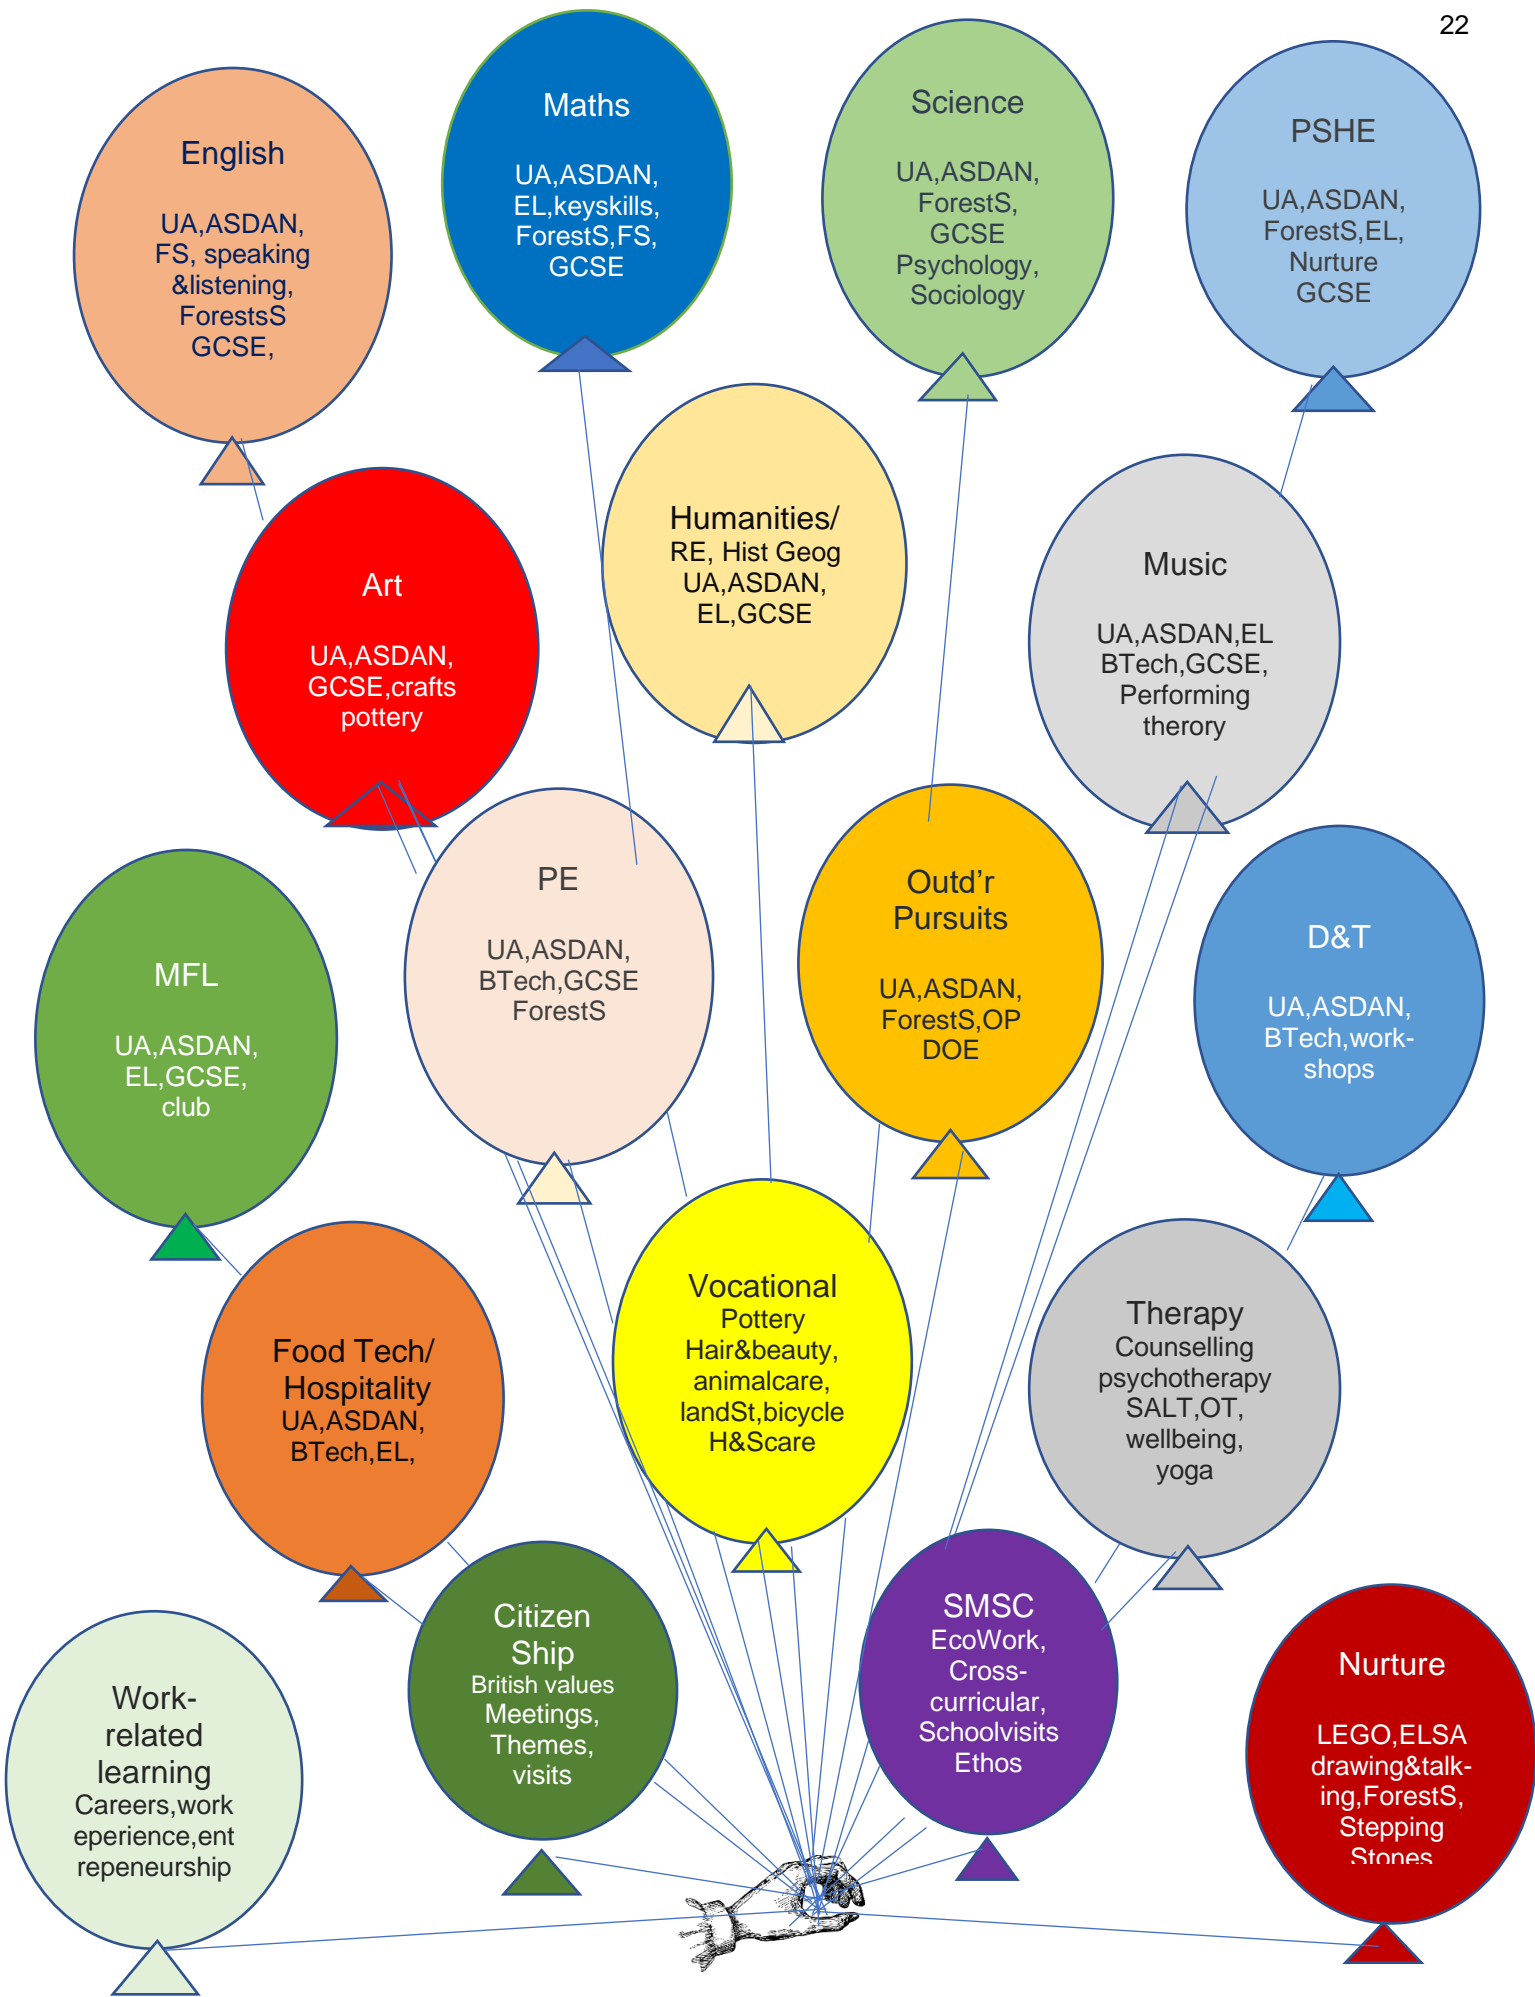 22
English
UA,ASDAN,
FS, speaking
&listening,
ForestsS
GCSE,
Maths
UA,ASDAN,
EL,keyskills,
ForestS,FS,
GCSE
Science
UA,ASDAN,
ForestS,
GCSE
Psychology,
Sociology
PSHE
UA,ASDAN,
ForestS,EL,
Nurture
GCSE
Art
UA,ASDAN,
GCSE,crafts
pottery
Humanities/
RE, Hist Geog
UA,ASDAN,
EL,GCSE
Music
UA,ASDAN,EL
BTech,GCSE,
Performing
therory
MFL
UA,ASDAN,
EL,GCSE,
club
PE
UA,ASDAN,
BTech,GCSE
ForestS
Outd'r
Pursuits
UA,ASDAN,
ForestS,OP
DOE
D&T
UA,ASDAN,
BTech,work-
shops
Food Tech/
Hospitality
UA,ASDAN,
BTech,EL,
Vocational
Pottery
Hair&beauty,
animalcare,
landSt,bicycle
H&Scare
Therapy
Counselling
psychotherapy
SALT,OT,
wellbeing,
yoga
Work-
related
learning
Careers,work
eperience,ent
repeneurship
Citizen
Ship
British values
Meetings,
Themes,
visits
SMSC
EcoWork,
Cross-
curricular,
Schoolvisits
Ethos
Nurture
LEGO,ELSA
drawing&talk-
ing,ForestS,
Stepping
Stones